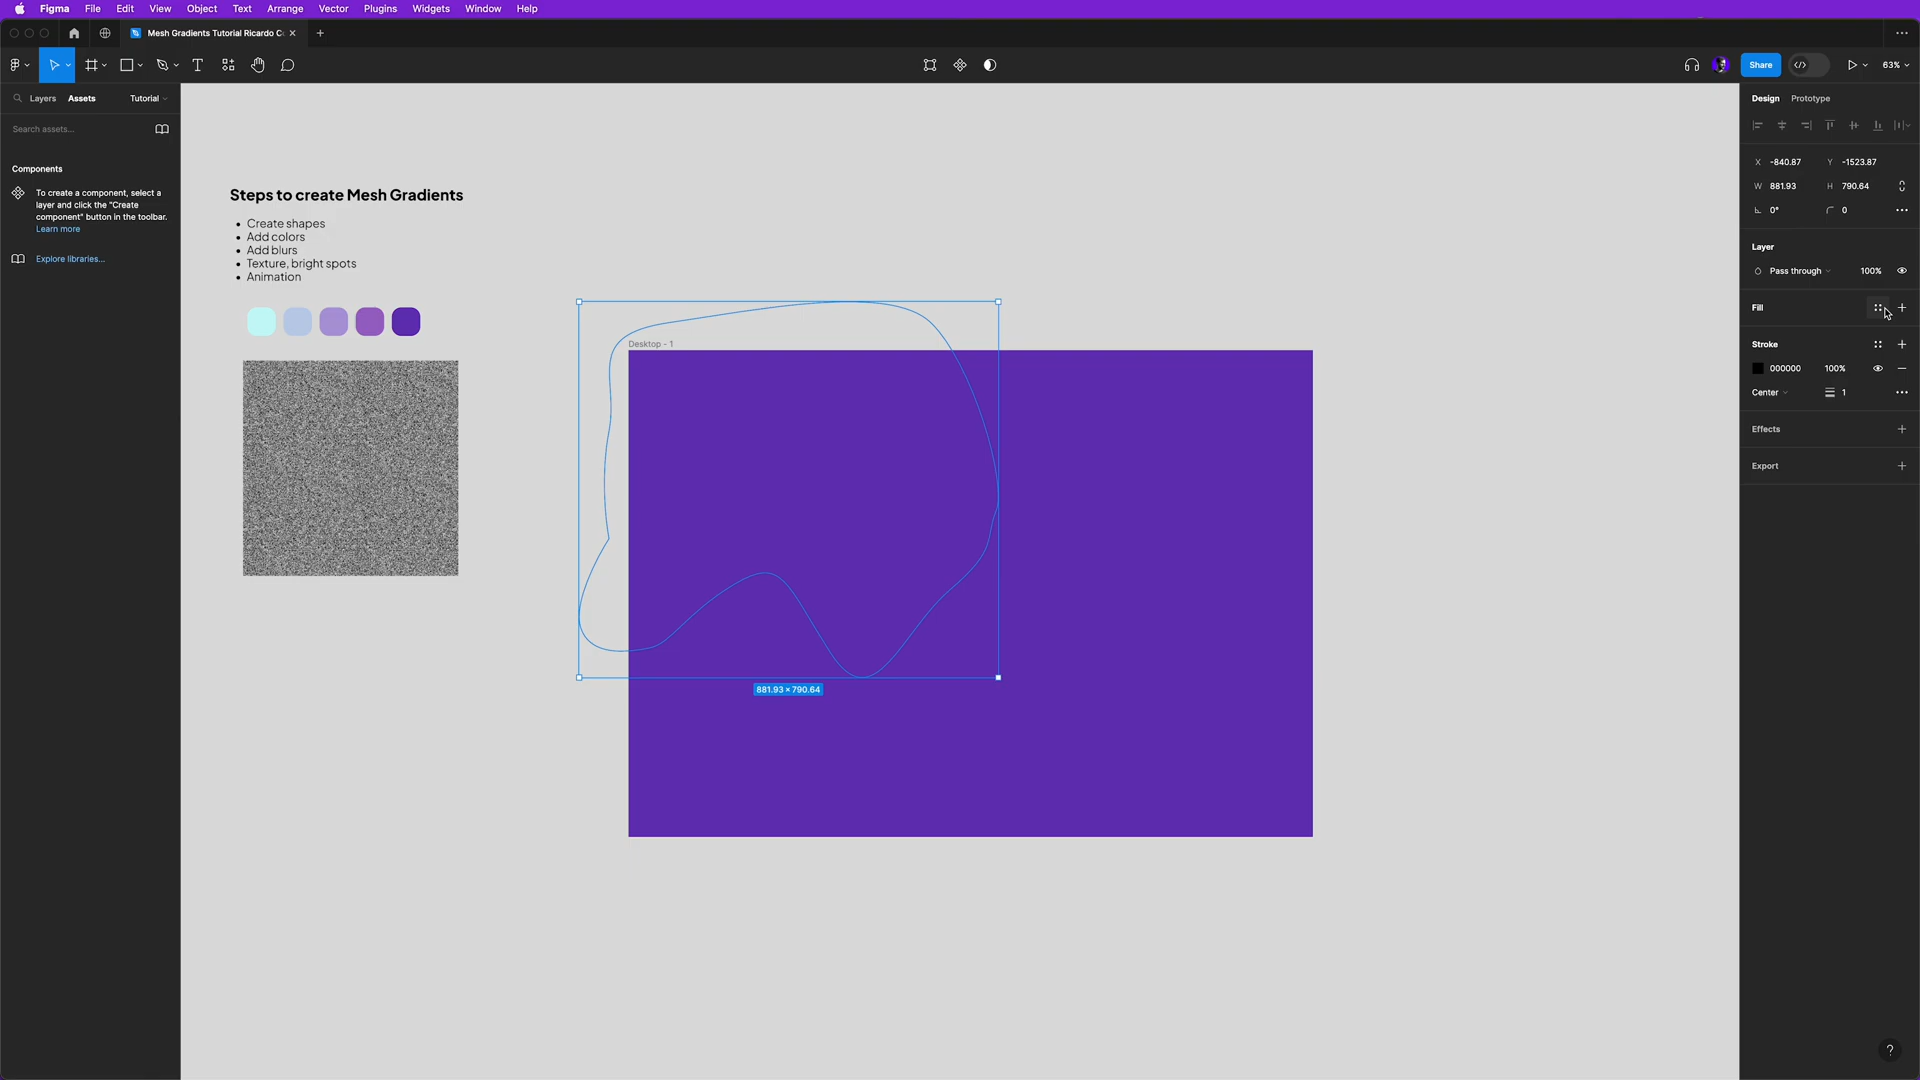 Figma File Edit View Object Text Arrange Vector Plugins Widgets Window Help
Mesh Gradients Tutorial Ricardo C
Share
63%
Layers Assets Tutorial
Search assets...
Components
To create a component, select a
layer and click the "Create
component" button in the toolbar.
Learn more
Explore libraries...
Steps to create Mesh Gradients
• Create shapes
• Add colors
• Add blurs
• Texture, bright spots
• Animation
Desktop - 1
881.93 × 790.64
Design Prototype
X -840.87 Y -1523.87
W 881.93 H 790.64
0° 0
Layer
Pass through 100%
Fill
Stroke
000000 100%
Center 1
Effects
Export
?